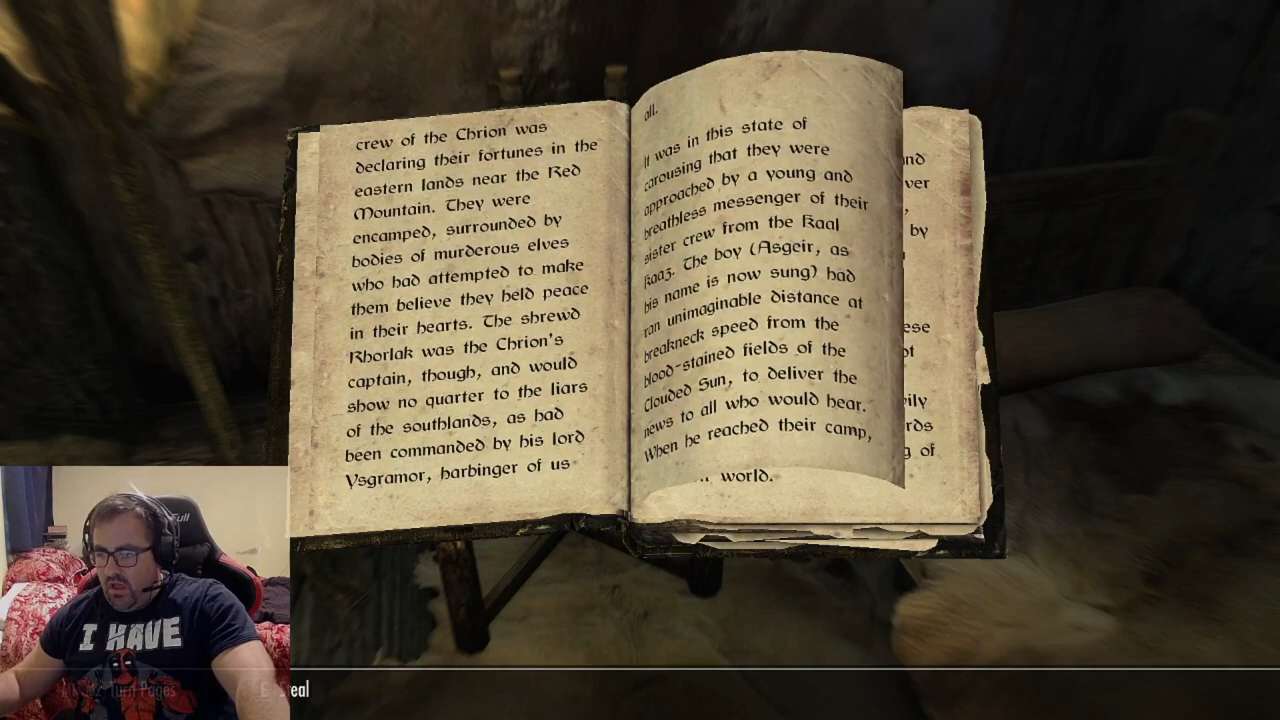 crew of the Chrion was
declaring their fortunes in the
eastern lands near the Red
Mountain. They were
encamped, surrounded by
bodies of murderous elves
who had attempted to make
them believe they held peace
in their hearts. The shrewd
Rhorlak was the Chrion's
captain, though, and would
show no quarter to the liars
of the southlands, as had
been commanded by his lord
Ysgramor, harbinger of us
all.
It was in this state of
carousing that they were
approached by a young and
breathless messenger of their
sister crew from the Kaal
Kaaz. The boy (Asgeir, as
his name is now sung) had
ran unimaginable distance at
breakneck speed from the
blood-stained fields of the
Clouded Sun, to deliver the
news to all who would hear.
When he reached their camp,
world.
by
of
I HAVE
Turn Pages
E